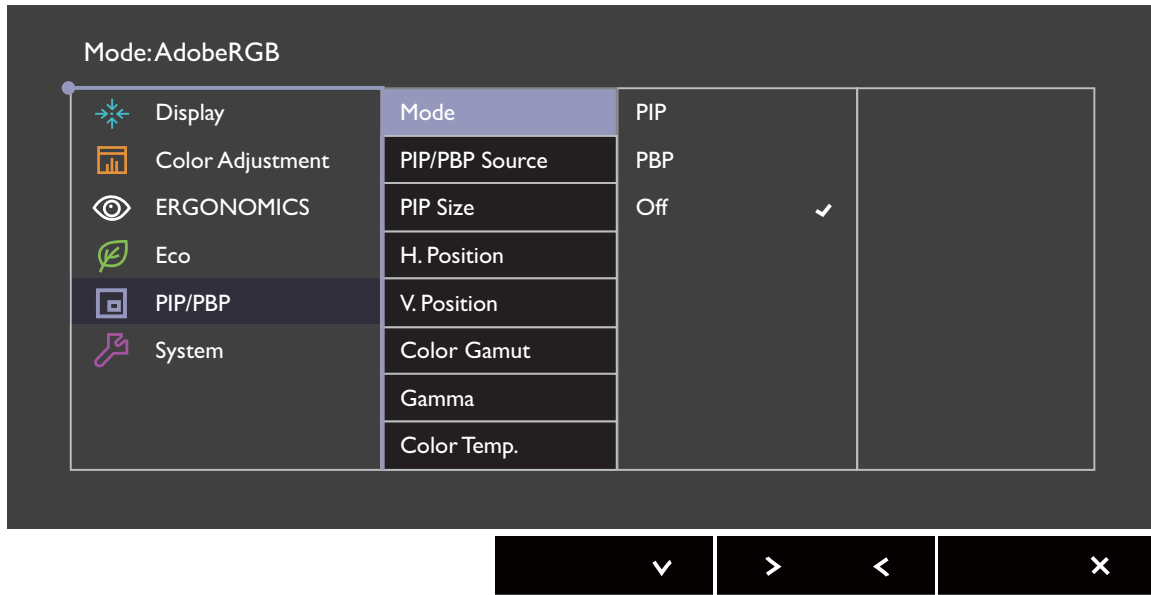 Mode: AdobeRGB
Display
Color Adjustment
ERGONOMICS
Eco
PIP/PBP
System
Mode
PIP/PBP Source
PIP Size
H. Position
V. Position
Color Gamut
Gamma
Color Temp.
PIP
PBP
Off